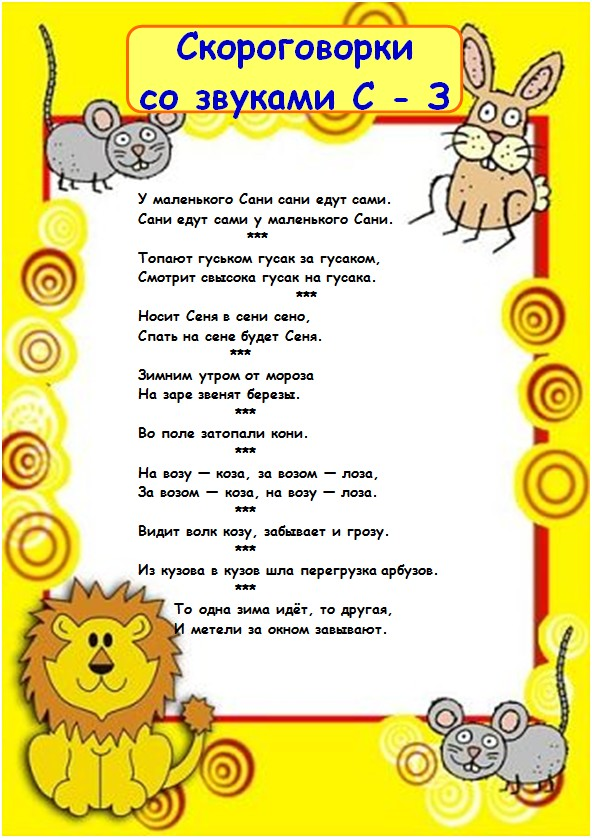 Скороговорки
со звуками С - З
У маленького Сани сани едут сами.
Сани едут сами у маленького Сани.
***
Топают гуськом гусак за гусаком,
Смотрит свысока гусак на гусака.
***
Носит Сеня в сени сено,
Спать на сене будет Сеня.
***
Зимним утром от мороза
На заре звенят березы.
***
Во поле затопали кони.
***
На возу — коза, за возом — лоза,
За возом — коза, на возу — лоза.
***
Видит волк козу, забывает и грозу.
***
Из кузова в кузов шла перегрузка арбузов.
***
То одна зима идёт, то другая,
И метели за окном завывают.